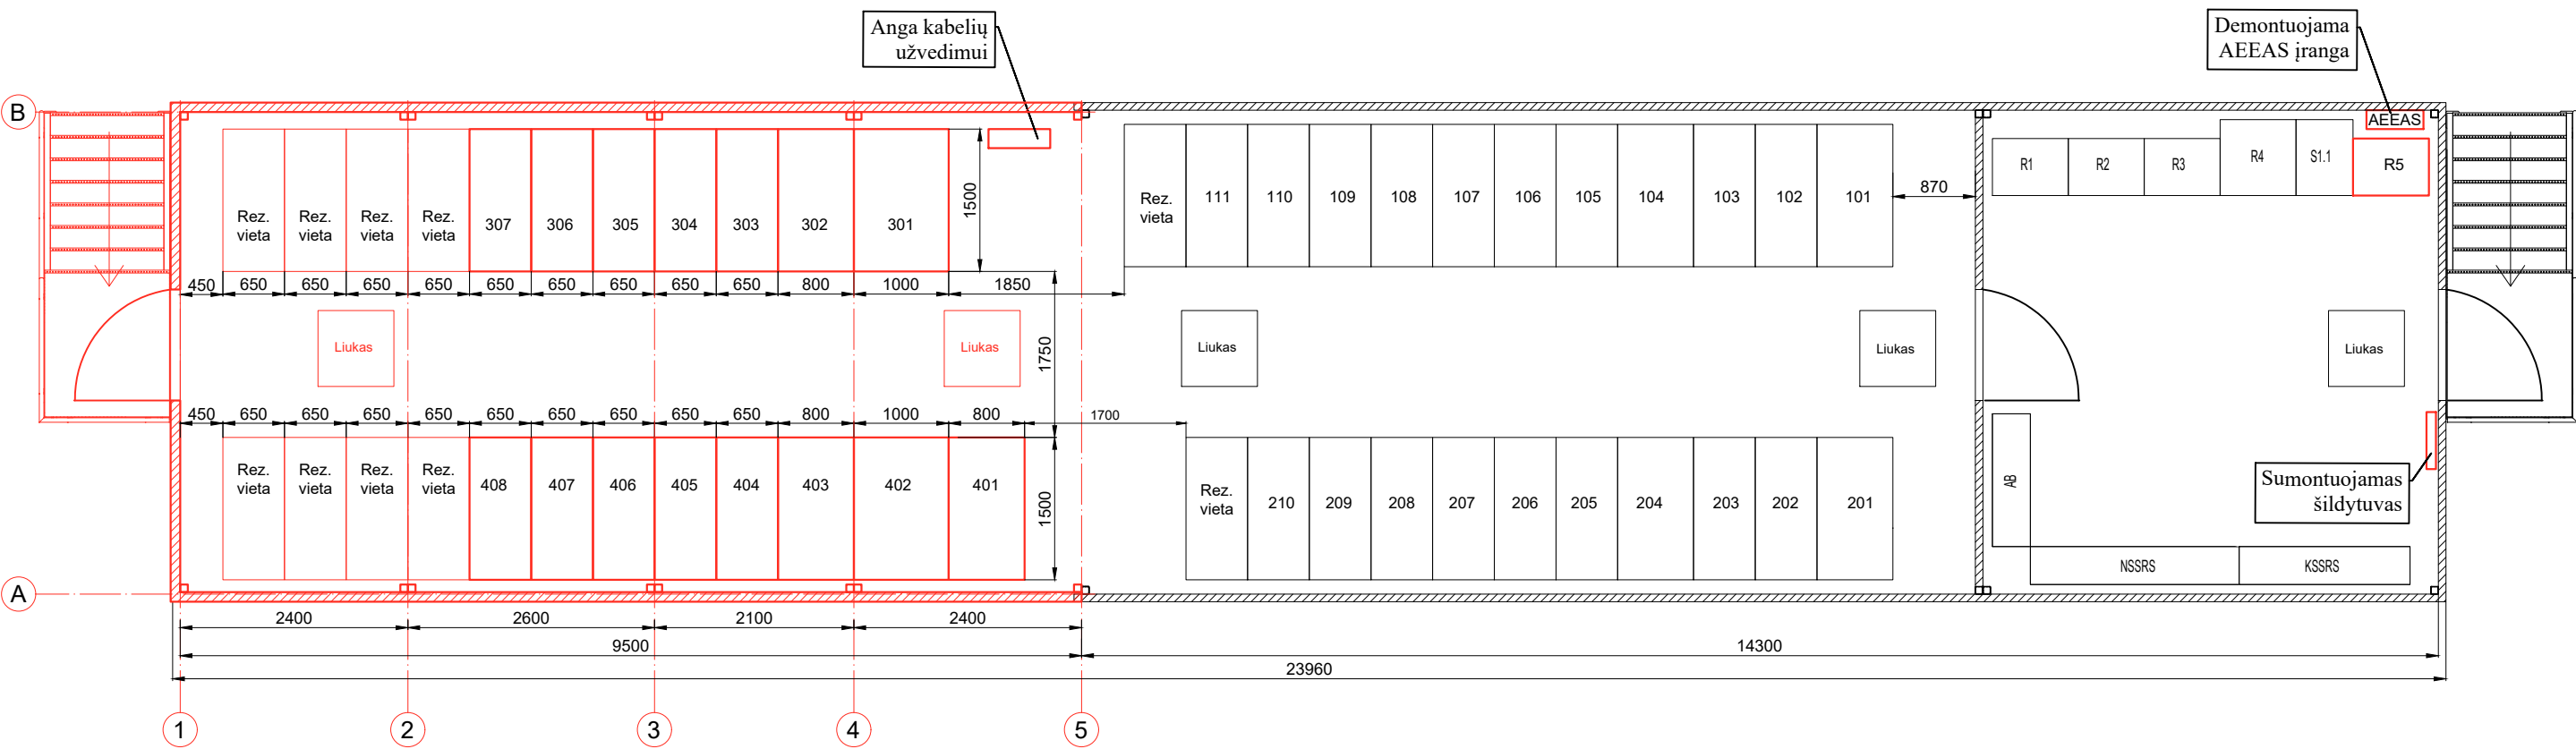 Anga kabelių
užvedimui
Demontuojama
AEEAS įranga
B
AEEAS
Rez.
vieta
Rez.
vieta
Rez.
vieta
Rez.
vieta
307
306
305
304
303
302
301
1500
Rez.
vieta
111
110
109
108
107
106
105
104
103
102
101
870
R1
R2
R3
R4
S1.1
R5
450
650
650
650
650
650
650
650
650
650
800
1000
1850
Liukas
Liukas
1750
Liukas
Liukas
Liukas
450
650
650
650
650
650
650
650
650
650
800
1000
800
1700
Rez.
vieta
Rez.
vieta
Rez.
vieta
Rez.
vieta
408
407
406
405
404
403
402
401
1500
Rez.
vieta
210
209
208
207
206
205
204
203
202
201
AB
Sumontuojamas
šildytuvas
NSSRS
KSSRS
A
2400
2600
2100
2400
9500
14300
23960
1
2
3
4
5